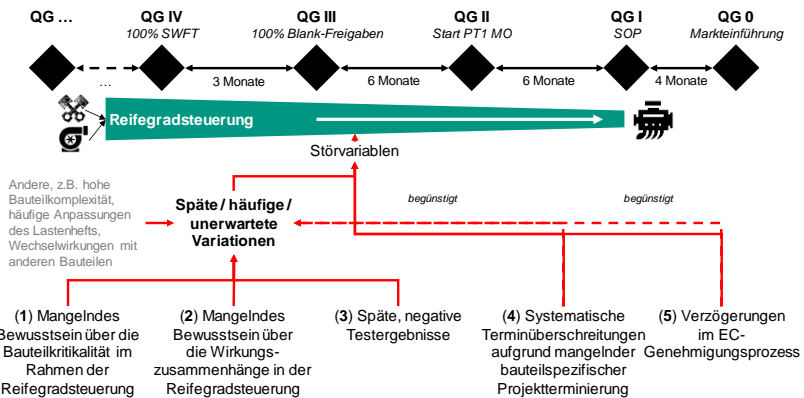 QG ...
QG IV
QG III
QG II
QG I
QG 0
100% SWFT
100% Blank-Freigaben
Start PT1 MO
SOP
Markteinführung
...
3 Monate
6 Monate
6 Monate
4 Monate
Reifegradsteuerung
Störvariablen
Andere, z.B. hohe
Bauteilkomplexität,
häufige Anpassungen
des Lastenhefts,
Wechselwirkungen mit
anderen Bauteilen
Späte / häufige /
unerwartete
Variationen
begünstigt
begünstigt
(1) Mangelndes
Bewusstsein über die
Bauteilkritikalität im
Rahmen der
Reifegradsteuerung
(2) Mangelndes
Bewusstsein über
die Wirkungs-
zusammenhänge in der
Reifegradsteuerung
(3) Späte, negative
Testergebnisse
(4) Systematische
Terminüberschreitungen
aufgrund mangelnder
bauteilspezifischer
Projektterminierung
(5) Verzögerungen
im EC-
Genehmigungsprozess